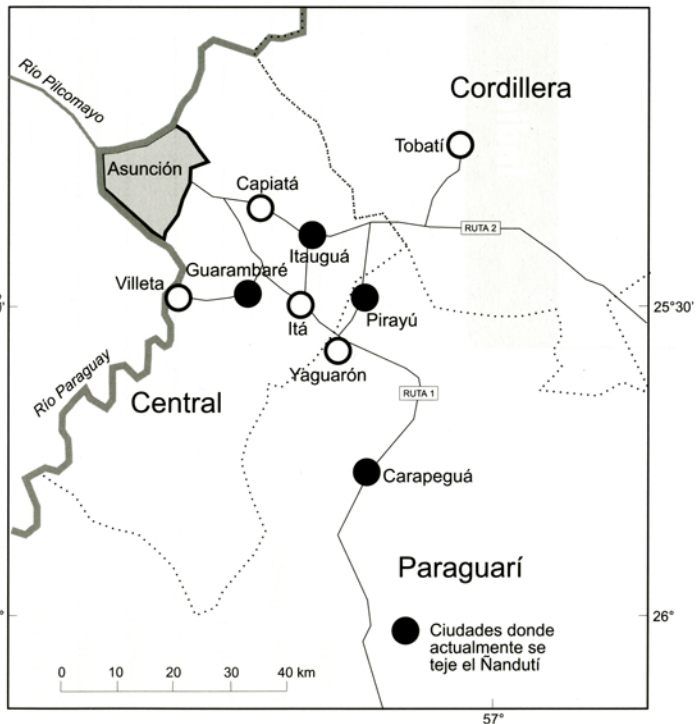 Río Pilcomayo
Cordillera
Tobatí
Asunción
Capiatá
RUTA 2
Itauguá
Guarambaré
Villeta
25°30'
Itá
Pirayú
Yaguarón
Río Paraguay
Central
RUTA 1
Carapeguá
Paraguarí
26°
Ciudades donde
actualmente se
teje el Ñandutí
0 10 20 30 40 km
57°